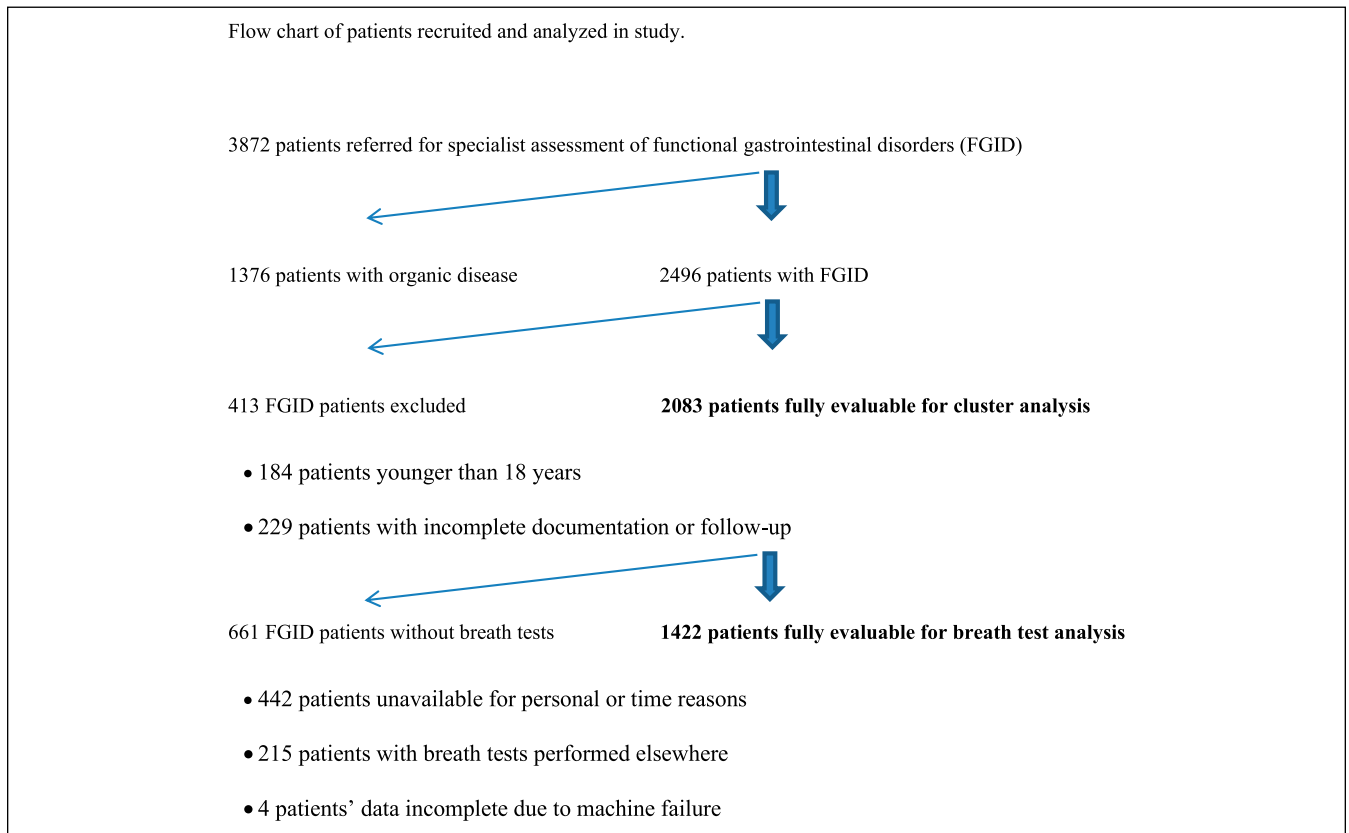 Flow chart of patients recruited and analyzed in study.
3872 patients referred for specialist assessment of functional gastrointestinal disorders (FGID)
1376 patients with organic disease
2496 patients with FGID
413 FGID patients excluded
2083 patients fully evaluable for cluster analysis
• 184 patients younger than 18 years
• 229 patients with incomplete documentation or follow-up
661 FGID patients without breath tests
1422 patients fully evaluable for breath test analysis
• 442 patients unavailable for personal or time reasons
• 215 patients with breath tests performed elsewhere
• 4 patients’ data incomplete due to machine failure